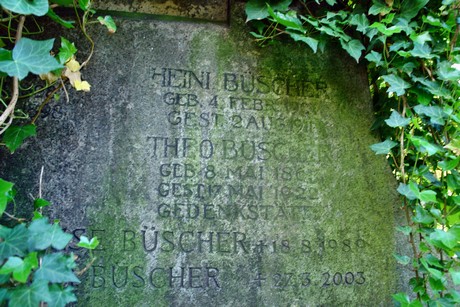 HEINI BÜSCHER
GEB. 4. FEBR.
GEST. 2 AUG.
THEO BÜSCHER
GEB. 8. MAI
GEST. 17. MAI
GEDENKSTÄTTE
BÜSCHER + 18.8.1989
BÜSCHER + 27.3.2003